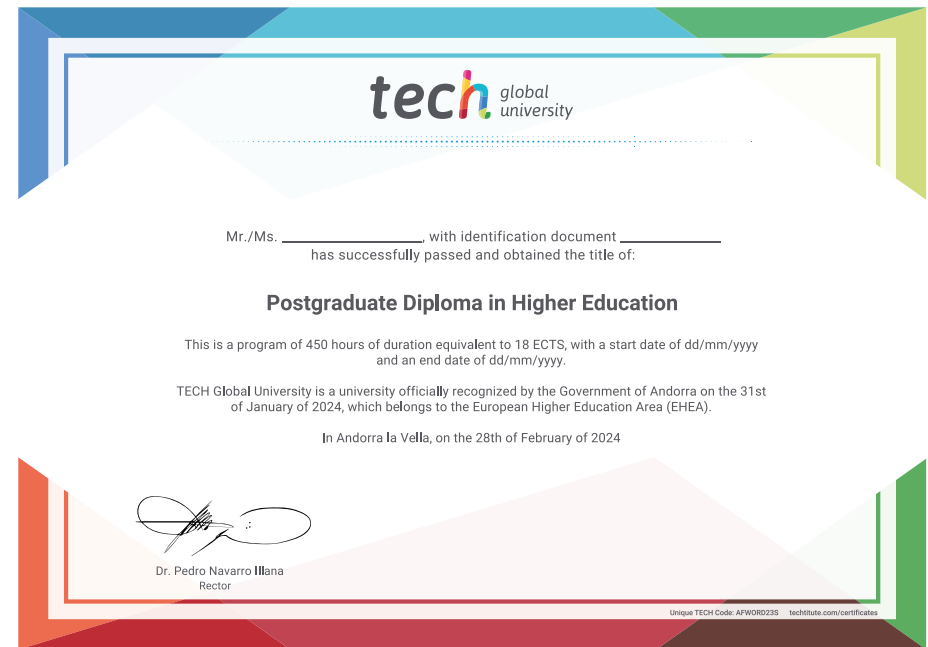 tech global
university
Mr./Ms. ____________, with identification document ____________
has successfully passed and obtained the title of:
Postgraduate Diploma in Higher Education
This is a program of 450 hours of duration equivalent to 18 ECTS, with a start date of dd/mm/yyyy
and an end date of dd/mm/yyyy.
TECH Global University is a university officially recognized by the Government of Andorra on the 31st
of January of 2024, which belongs to the European Higher Education Area (EHEA).
In Andorra la Vella, on the 28th of February of 2024
Dr. Pedro Navarro Illana
Rector
Unique TECH Code: AFWORD23S techtitute.com/certificates